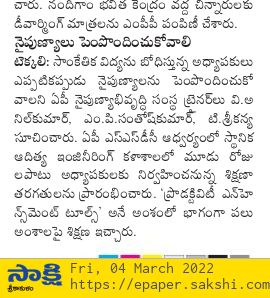 చారు. నందిగాం భవిత కేంద్రం వద్ద చిన్నారులకు
డీవార్మింగ్ మాత్రలను ఎంపీపీ పంపిణీ చేశారు.
నైపుణ్యాలు పెంపొందించుకోవాలి
టెక్కలి: సాంకేతిక విద్యను బోధిస్తున్న అధ్యాపకులు
ఎప్పటికప్పుడు నైపుణ్యాలను పెంపొందించుకో
వాలని ఏపీ నైపుణ్యాభివృద్ధి సంస్థ ట్రైనర్‌లు వి.అ
నిల్‌కుమార్, ఎం.పి.సంతోష్‌కుమార్, టి.శ్రీకన్య
సూచించారు. ఏపీ ఎస్ఎస్‌డీసీ ఆధ్వర్యంలో స్థానిక
ఆదిత్య ఇంజినీరింగ్ కళాశాలలో మూడు రోజు
లపాటు అధ్యాపకులకు నిర్వహించనున్న శిక్షణా
తరగతులను ప్రారంభించారు. ‘ప్రొడక్టివిటీ ఎన్‌హె
న్స్‌మెంట్ టూల్స్’ అనే అంశంలో భాగంగా పలు
అంశాలపై శిక్షణ ఇచ్చారు.
సాక్షి
శ్రీకాకుళం
Fri, 04 March 2022
https://epaper.sakshi.com